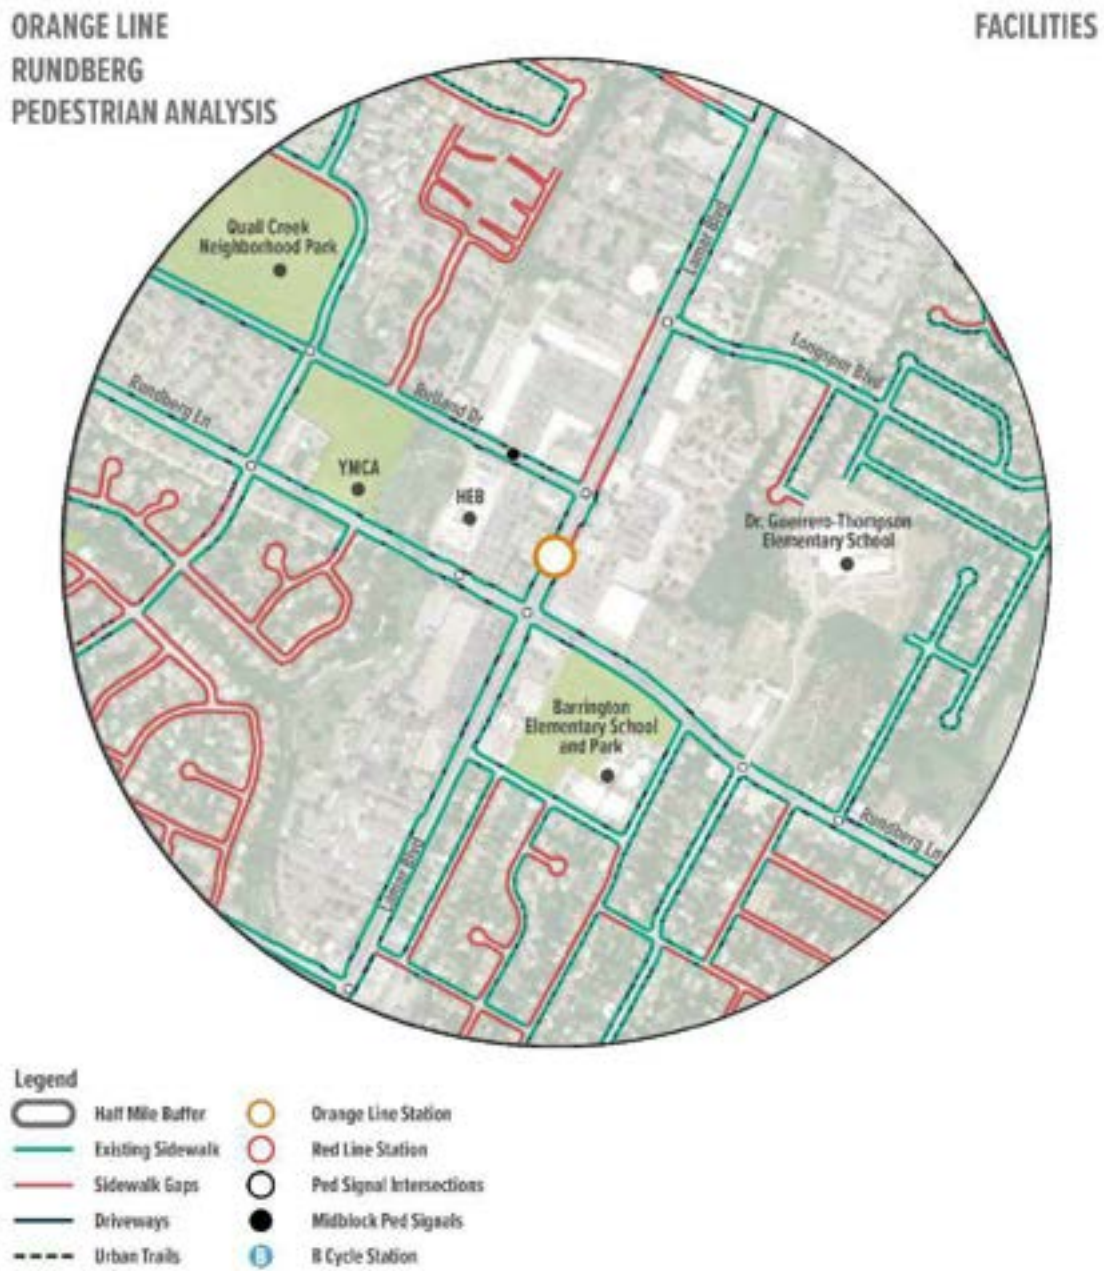 ORANGE LINE
RUNDBERG
PEDESTRIAN ANALYSIS
FACILITIES
Quail Creek
Neighborhood Park
Lamar Blvd
Longspur Blvd
Rundberg Ln
Rutland Dr
YMCA
HEB
Dr. Guerrero-Thompson
Elementary School
Barrington
Elementary School
and Park
Lamar Blvd
Rundberg Ln
Legend
Half Mile Buffer
Existing Sidewalk
Sidewalk Gaps
Driveways
Urban Trails
Orange Line Station
Red Line Station
Ped Signal Intersections
Midblock Ped Signals
B
B Cycle Station